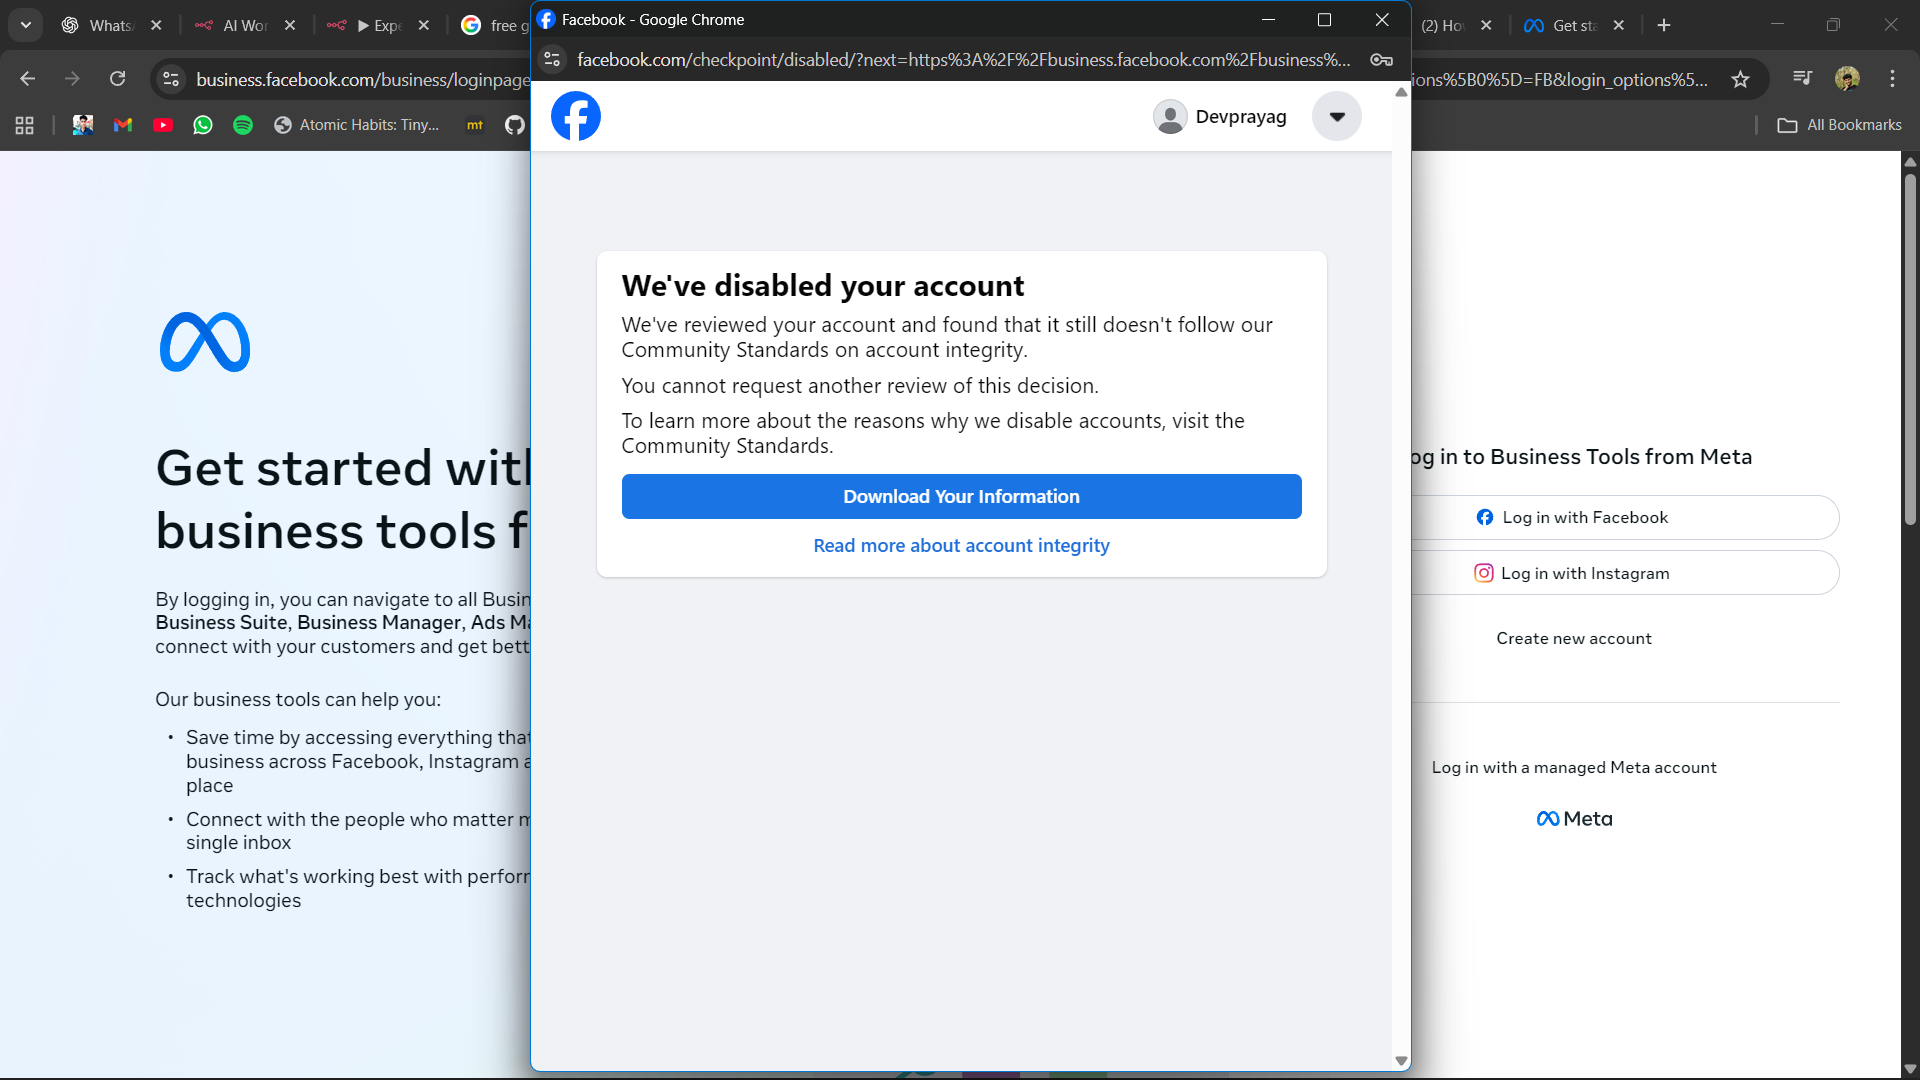 Whats
AI Wor
▶ Expe
free g
Facebook - Google Chrome
(2) Ho
Get sta
business.facebook.com/business/loginpage
facebook.com/checkpoint/disabled/?next=https%3A%2F%2Fbusiness.facebook.com%2Fbusiness%...
ions%5B0%5D=FB&login_options%5...
Atomic Habits: Tiny...
mt
All Bookmarks
Devprayag
We've disabled your account
We've reviewed your account and found that it still doesn't follow our
Community Standards on account integrity.
You cannot request another review of this decision.
To learn more about the reasons why we disable accounts, visit the
Community Standards.
Download Your Information
Read more about account integrity
Get started with
business tools f
By logging in, you can navigate to all Busin
Business Suite, Business Manager, Ads Ma
connect with your customers and get bett
Our business tools can help you:
• Save time by accessing everything that
business across Facebook, Instagram a
place
• Connect with the people who matter m
single inbox
• Track what's working best with perforr
technologies
og in to Business Tools from Meta
Log in with Facebook
Log in with Instagram
Create new account
Log in with a managed Meta account
Meta